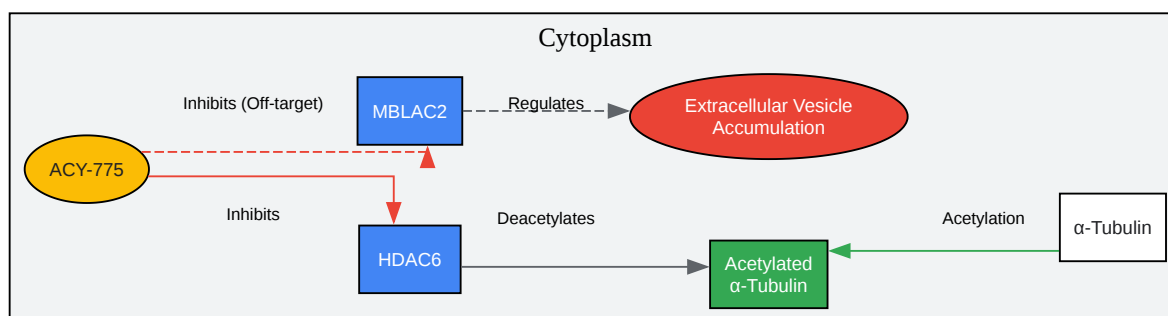 Cytoplasm
Inhibits (Off-target)
MBLAC2
Regulates
Extracellular Vesicle
Accumulation
ACY-775
Inhibits
Deacetylates
Acetylation
α-Tubulin
HDAC6
Acetylated
α-Tubulin